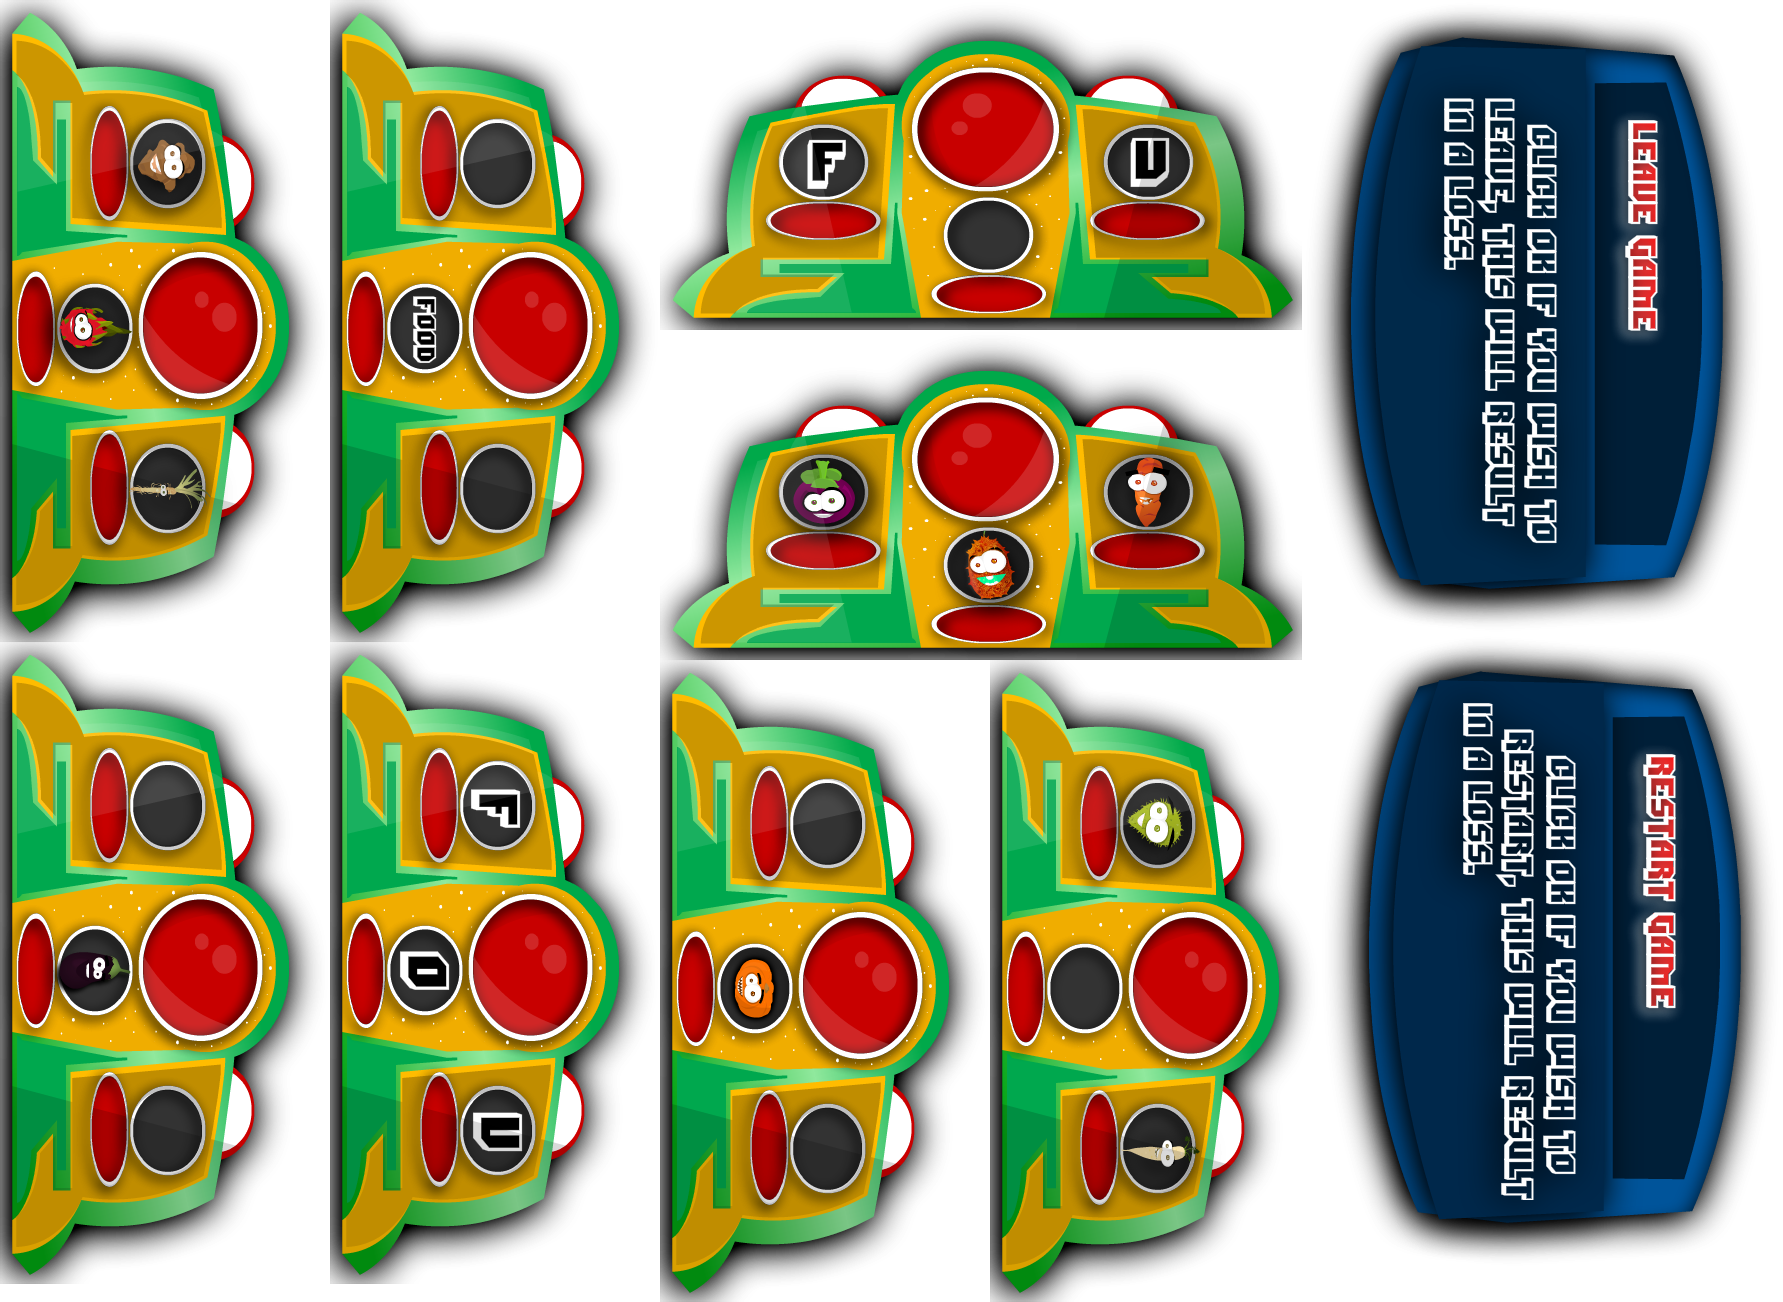 FOOD
F
U
F
O
U
LEAVE GAME
CLICK OK IF YOU WISH TO
LEAVE, THIS WILL RESULT
IN A LOSS.
RESTART GAME
CLICK OK IF YOU WISH TO
RESTART, THIS WILL RESULT
IN A LOSS.